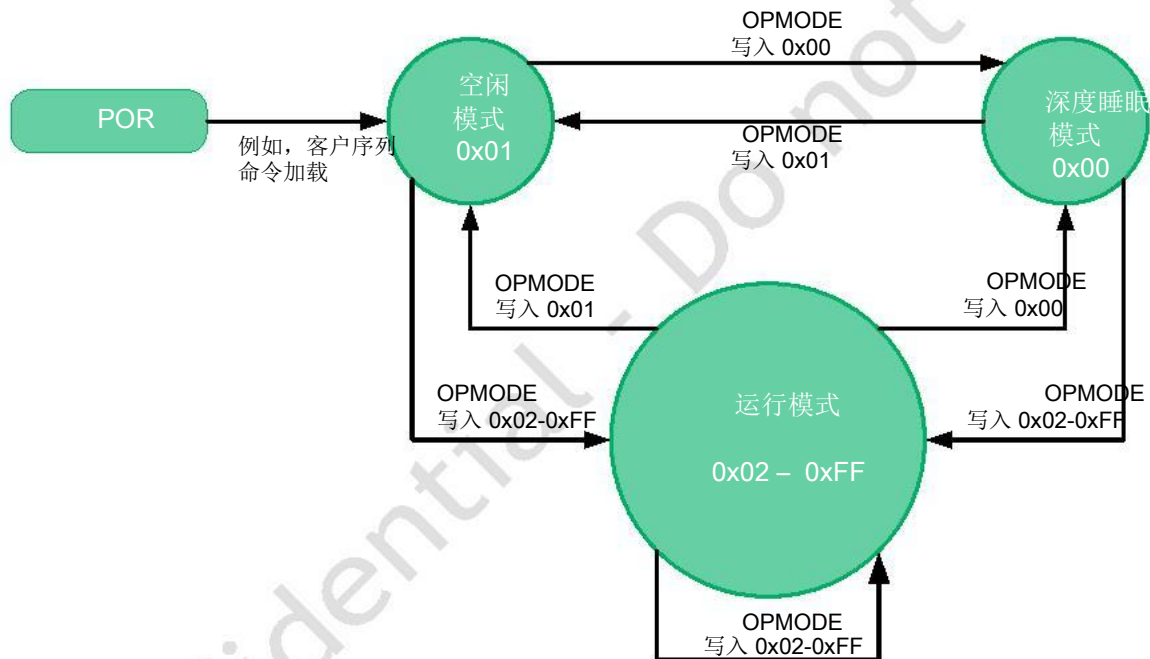 OPMODE
写入 0x00
空闲
模式
0x01
POR
例如，客户序列
命令加载
OPMODE
写入 0x01
深度睡眠
模式
0x00
OPMODE
写入 0x01
OPMODE
写入 0x00
OPMODE
写入 0x02-0xFF
运行模式
0x02 – 0xFF
OPMODE
写入 0x02-0xFF
OPMODE
写入 0x02-0xFF
idential - Do not